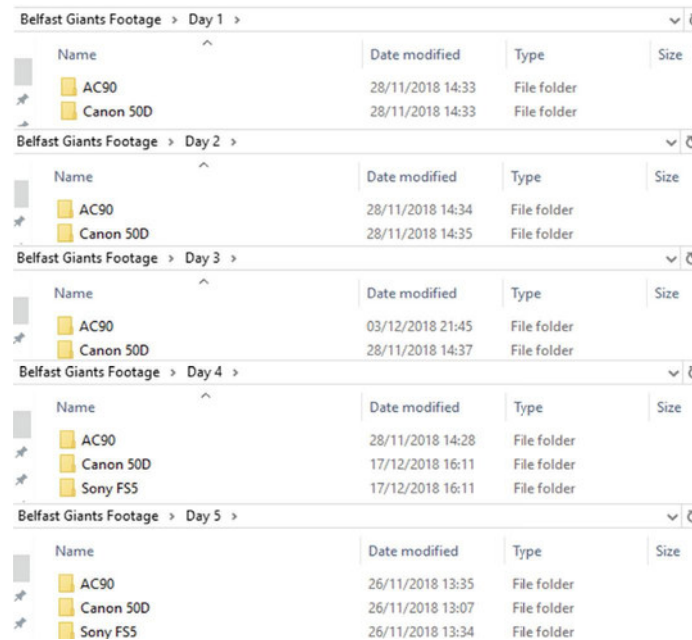 Belfast Giants Footage > Day 1 >
Name Date modified Type Size
AC90 28/11/2018 14:33 File folder
Canon 50D 28/11/2018 14:33 File folder
Belfast Giants Footage > Day 2 >
Name Date modified Type Size
AC90 28/11/2018 14:34 File folder
Canon 50D 28/11/2018 14:35 File folder
Belfast Giants Footage > Day 3 >
Name Date modified Type Size
AC90 03/12/2018 21:45 File folder
Canon 50D 28/11/2018 14:37 File folder
Belfast Giants Footage > Day 4 >
Name Date modified Type Size
AC90 28/11/2018 14:28 File folder
Canon 50D 17/12/2018 16:11 File folder
Sony FS5 17/12/2018 16:11 File folder
Belfast Giants Footage > Day 5 >
Name Date modified Type Size
AC90 26/11/2018 13:35 File folder
Canon 50D 26/11/2018 13:07 File folder
Sony FS5 26/11/2018 13:34 File folder